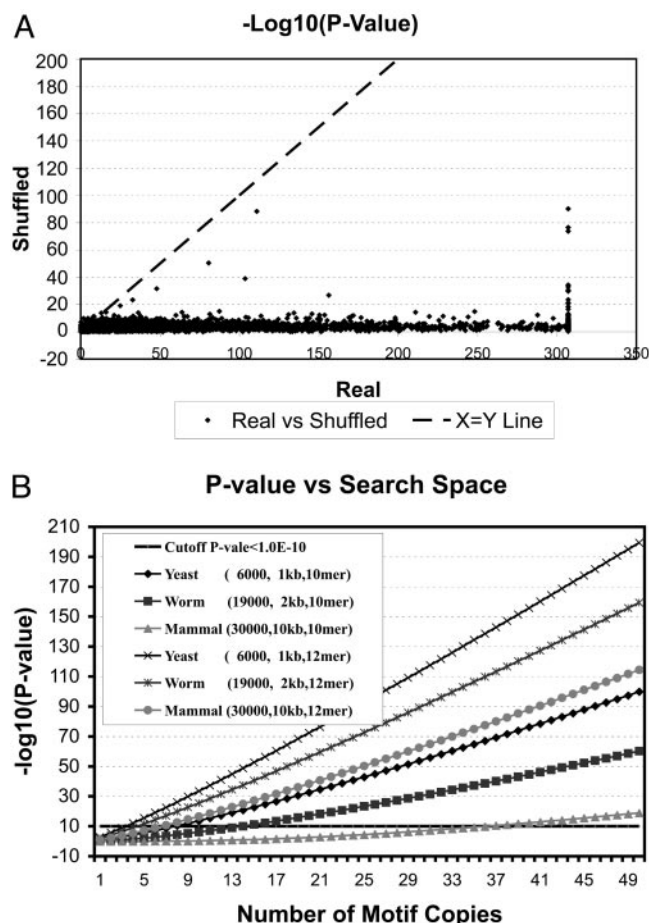 A
-Log10(P-Value)
200
180
160
140
120
100
80
60
40
20
0
-20
Shuffled
0 50 100 150 200 250 300 350
Real
Real vs Shuffled X=Y Line
B
P-value vs Search Space
210
190
170
150
130
110
90
70
50
30
10
-10
-log10(P-value)
Cutoff P-vale<1.0E-10
Yeast ( 6000, 1kb,10mer)
Worm (19000, 2kb,10mer)
Mammal (30000,10kb,10mer)
Yeast ( 6000, 1kb,12mer)
Worm (19000, 2kb,12mer)
Mammal (30000,10kb,12mer)
1 5 9 13 17 21 25 29 33 37 41 45 49
Number of Motif Copies